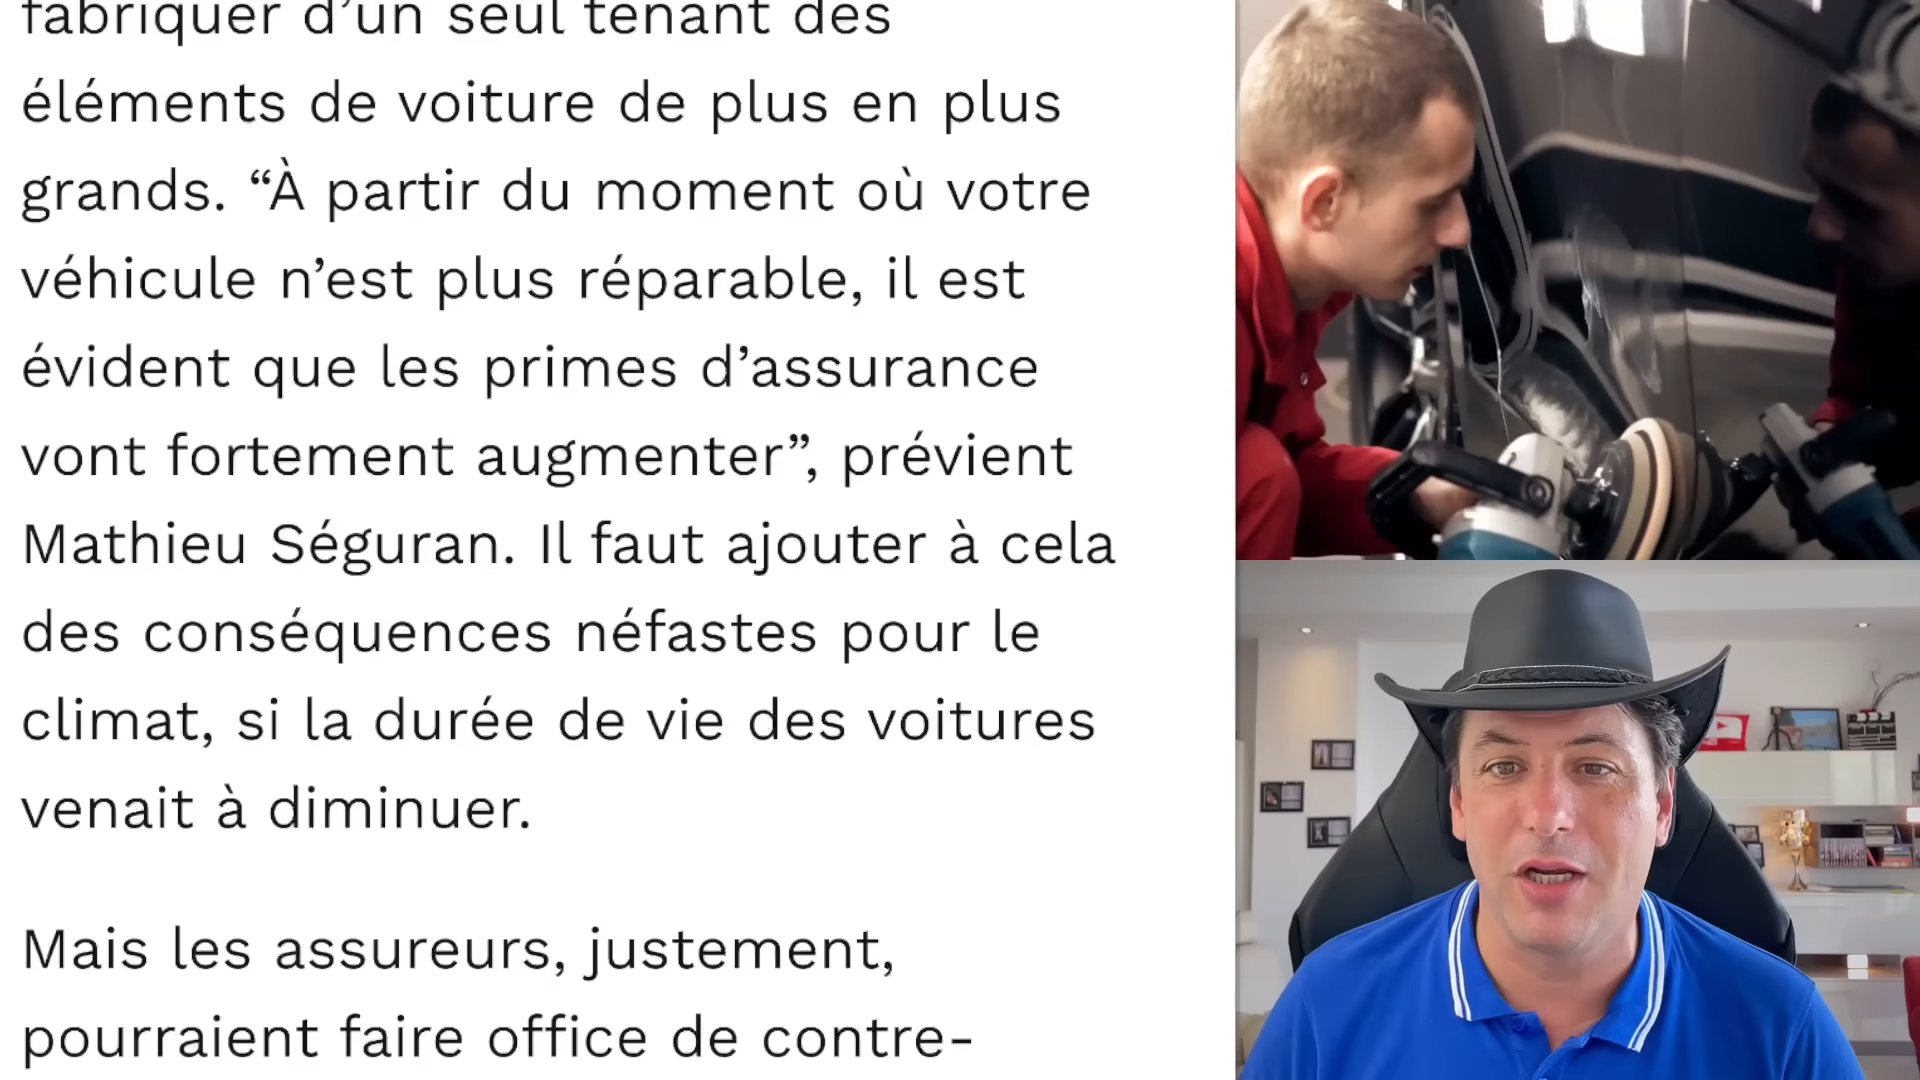 fabriquer d’un seul tenant des
éléments de voiture de plus en plus
grands. “À partir du moment où votre
véhicule n’est plus réparable, il est
évident que les primes d’assurance
vont fortement augmenter”, prévient
Mathieu Séguran. Il faut ajouter à cela
des conséquences néfastes pour le
climat, si la durée de vie des voitures
venait à diminuer.
Mais les assureurs, justement,
pourraient faire office de contre-